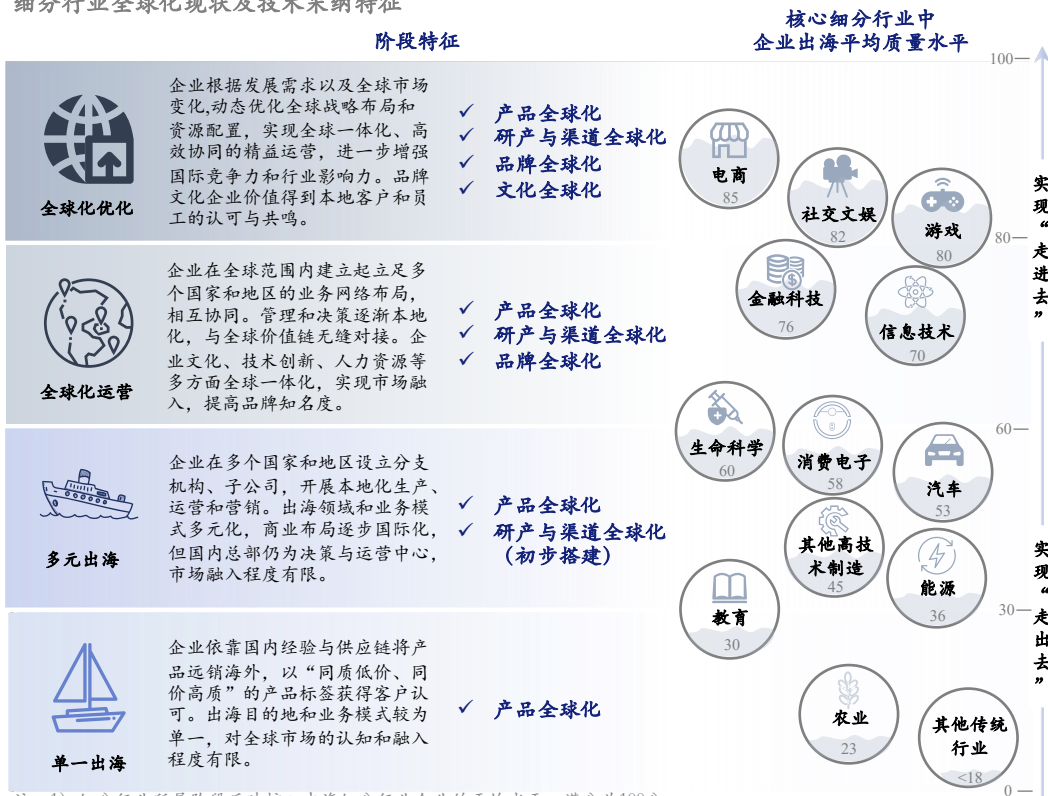 细分行业全球化现状及技术采纳特征
阶段特征
核心细分行业中
企业出海平均质量水平
企业根据发展需求以及全球市场
变化,动态优化全球战略布局和
资源配置，实现全球一体化、高
效协同的精益运营，进一步增强
国际竞争力和行业影响力。品牌
文化企业价值得到本地客户和员
工的认可与共鸣。
全球化优化
✓ 产品全球化
✓ 研产与渠道全球化
✓ 品牌全球化
✓ 文化全球化
企业在全球范围内建立起立足多
个国家和地区的业务网络布局，
相互协同。管理和决策逐渐本地
化，与全球价值链无缝对接。企
业文化、技术创新、人力资源等
多方面全球一体化，实现市场融
入，提高品牌知名度。
全球化运营
✓ 产品全球化
✓ 研产与渠道全球化
✓ 品牌全球化
企业在多个国家和地区设立分支
机构、子公司，开展本地化生产、
运营和营销。出海领域和业务模
式多元化，商业布局逐步国际化，
但国内总部仍为决策与运营中心，
市场融入程度有限。
多元出海
✓ 产品全球化
✓ 研产与渠道全球化
（初步搭建）
企业依靠国内经验与供应链将产
品远销海外，以“同质低价、同
价高质”的产品标签获得客户认
可。出海目的地和业务模式较为
单一，对全球市场的认知和融入
程度有限。
单一出海
✓ 产品全球化
100
80
60
30
0
电商
85
社交文娱
82
游戏
80
金融科技
76
信息技术
70
生命科学
60
消费电子
58
汽车
53
其他高技
术制造
45
能源
36
教育
30
农业
23
其他传统
行业
<18
实现“走进去”
实现“走出去”